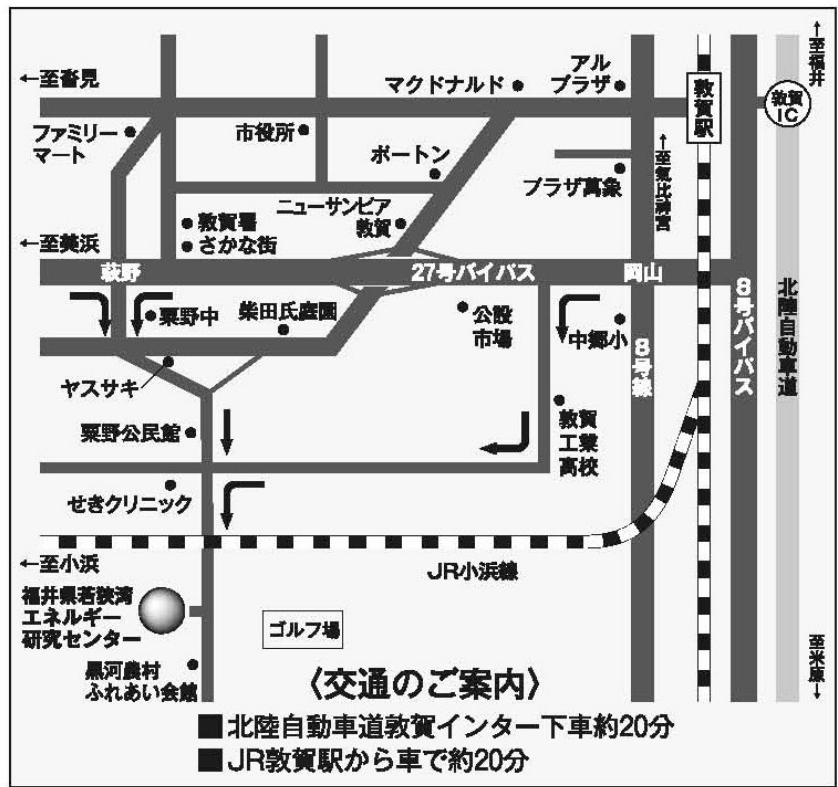 ↑至福井
←至沓見
マクドナルド
アル
プラザ
敦賀駅
敦賀
IC
ファミリー
マート
市役所
ボートン
↑至氣比神宮
プラザ萬象
ニューサンピア
敦賀
敦賀署
さかな街
←至美浜
萩野
27号バイパス
岡山
8号バイパス
北陸自動車道
粟野中
柴田氏庭園
公設
市場
中郷小
8号線
ヤスサキ
粟野公民館
敦賀
工業
高校
せきクリニック
←至小浜
JR小浜線
福井県若狭湾
エネルギー
研究センター
ゴルフ場
至米原↓
黒河農村
ふれあい会館
〈交通のご案内〉
■北陸自動車道敦賀インター下車約20分
■JR敦賀駅から車で約20分